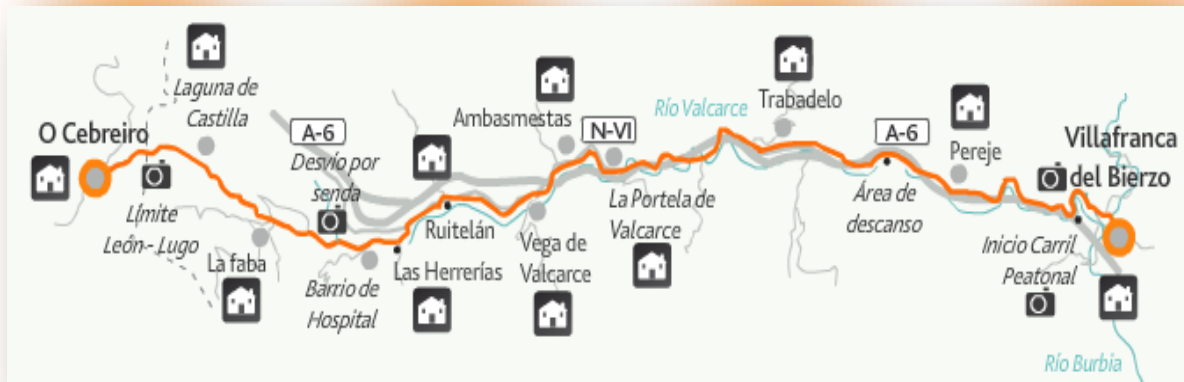 O Cebreiro
Laguna de
Castilla
A-6
Desvío por
senda
Límite
León- Lugo
La faba
Barrio de
Hospital
Las Herrerías
Ruitelán
Ambasmestas
Vega de
Valcarce
N-VI
La Portela de
Valcarce
Río Valcarce
Trabadelo
A-6
Área de
descanso
Pereje
Villafranca
del Bierzo
Inicio Carril
Peatonal
Río Burbia